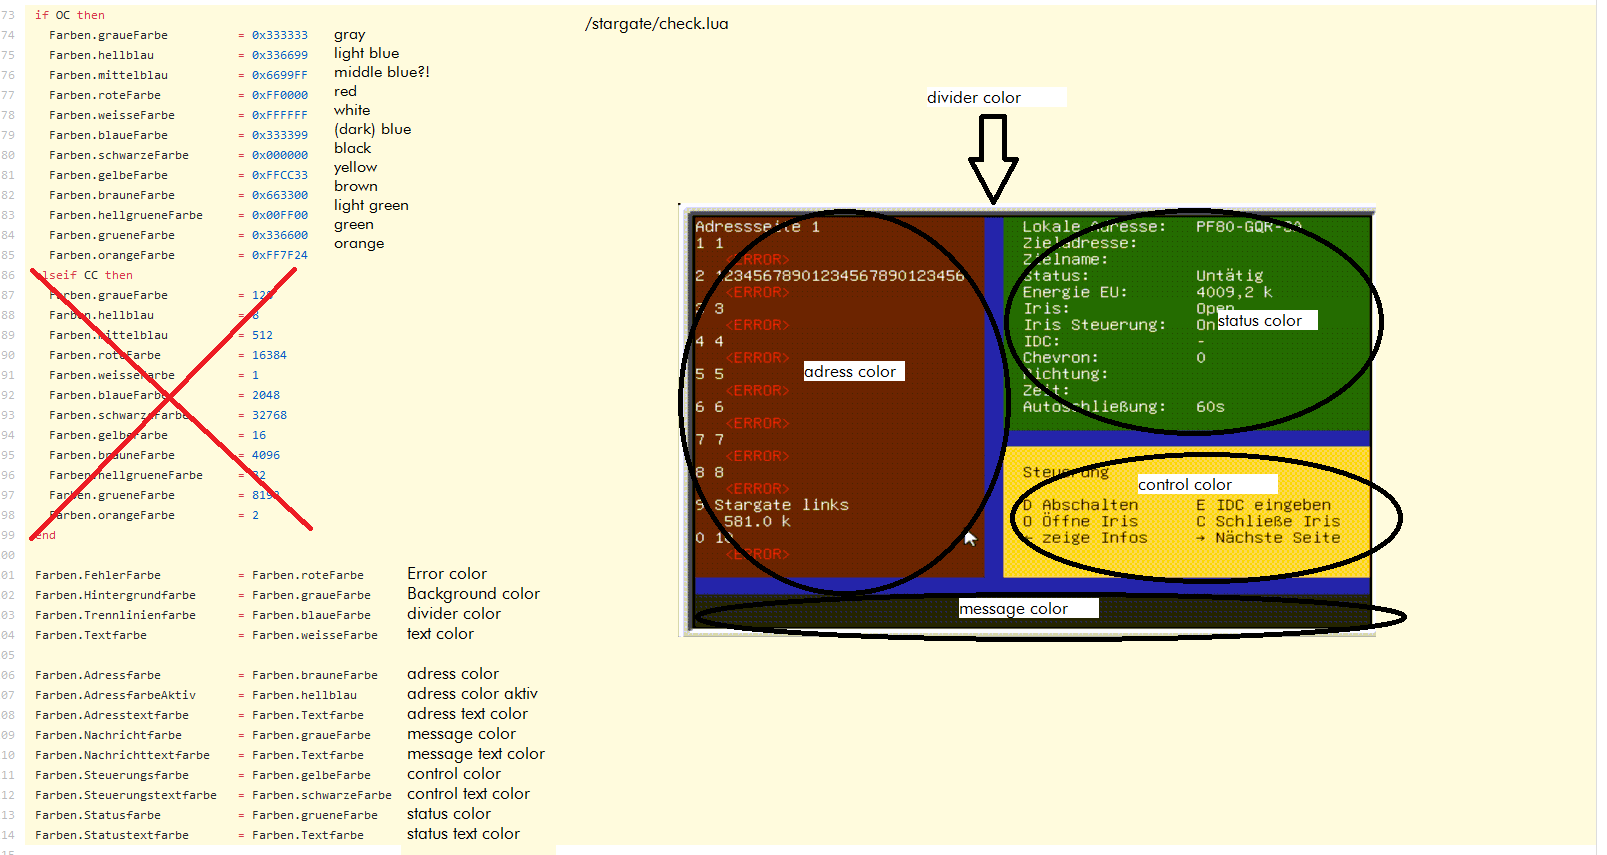 73 if OC then
74 Farben.graueFarbe = 0x333333 gray
75 Farben.hellblau = 0x336699 light blue
76 Farben.mittelblau = 0x6699FF middle blue?!
77 Farben.roteFarbe = 0xFF0000 red
78 Farben.weisseFarbe = 0xFFFFFF white
79 Farben.blaueFarbe = 0x333399 (dark) blue
80 Farben.schwarzeFarbe = 0x000000 black
81 Farben.gelbeFarbe = 0xFFCC33 yellow
82 Farben.brauneFarbe = 0x663300 brown
83 Farben.hellgrueneFarbe = 0x00FF00 light green
84 Farben.grueneFarbe = 0x336600 green
85 Farben.orangeFarbe = 0xFF7F24 orange
86 elseif CC then
87 Farben.graueFarbe = 128
88 Farben.hellblau = 8
89 Farben.mittelblau = 512
90 Farben.roteFarbe = 16384
91 Farben.weisseFarbe = 1
92 Farben.blaueFarbe = 2048
93 Farben.schwarzeFarbe = 32768
94 Farben.gelbeFarbe = 16
95 Farben.brauneFarbe = 4096
96 Farben.hellgrueneFarbe = 32
97 Farben.grueneFarbe = 8192
98 Farben.orangeFarbe = 2
99 end
00
01 Farben.FehlerFarbe = Farben.roteFarbe Error color
02 Farben.Hintergrundfarbe = Farben.graueFarbe Background color
03 Farben.Trennlinienfarbe = Farben.blaueFarbe divider color
04 Farben.Textfarbe = Farben.weisseFarbe text color
05
06 Farben.Adressfarbe = Farben.brauneFarbe adress color
07 Farben.AdressfarbeAktiv = Farben.hellblau adress color aktiv
08 Farben.Adresstextfarbe = Farben.Textfarbe adress text color
09 Farben.Nachrichtfarbe = Farben.graueFarbe message color
10 Farben.Nachrichttextfarbe = Farben.Textfarbe message text color
11 Farben.Steuerungsfarbe = Farben.gelbeFarbe control color
12 Farben.Steuerungstextfarbe = Farben.schwarzeFarbe control text color
13 Farben.Statusfarbe = Farben.grueneFarbe status color
14 Farben.Statustextfarbe = Farben.Textfarbe status text color
/stargate/check.lua
divider color
Adressseite 1
1 1
<ERROR>
2 12345678901234567890123456
<ERROR>
3 3
<ERROR>
4 4
<ERROR>
adress color
5 5
<ERROR>
6 6
<ERROR>
7 7
<ERROR>
8 8
<ERROR>
9 Stargate links
581.0 k
0 10
<ERROR>
Lokale Adresse: PF80-GQR-
Zieladresse:
Zielname:
Status: Untätig
Energie EU: 4009,2 k
Iris: Open
Iris Steuerung: On
status color
IDC: -
Chevron: 0
Richtung:
Zeit:
Autoschließung: 60s
Steuerung
control color
D Abschalten E IDC eingeben
O Öffne Iris C Schließe Iris
← zeige Infos → Nächste Seite
message color